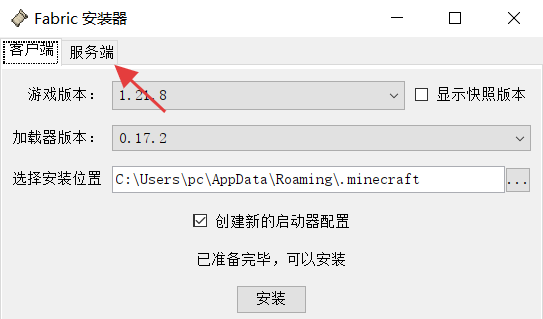 Fabric 安装器
客户端 服务端
游戏版本： 1.21.8 显示快照版本
加载器版本： 0.17.2
选择安装位置 C:\Users\pc\AppData\Roaming\.minecraft ...
创建新的启动器配置
已准备完毕，可以安装
安装